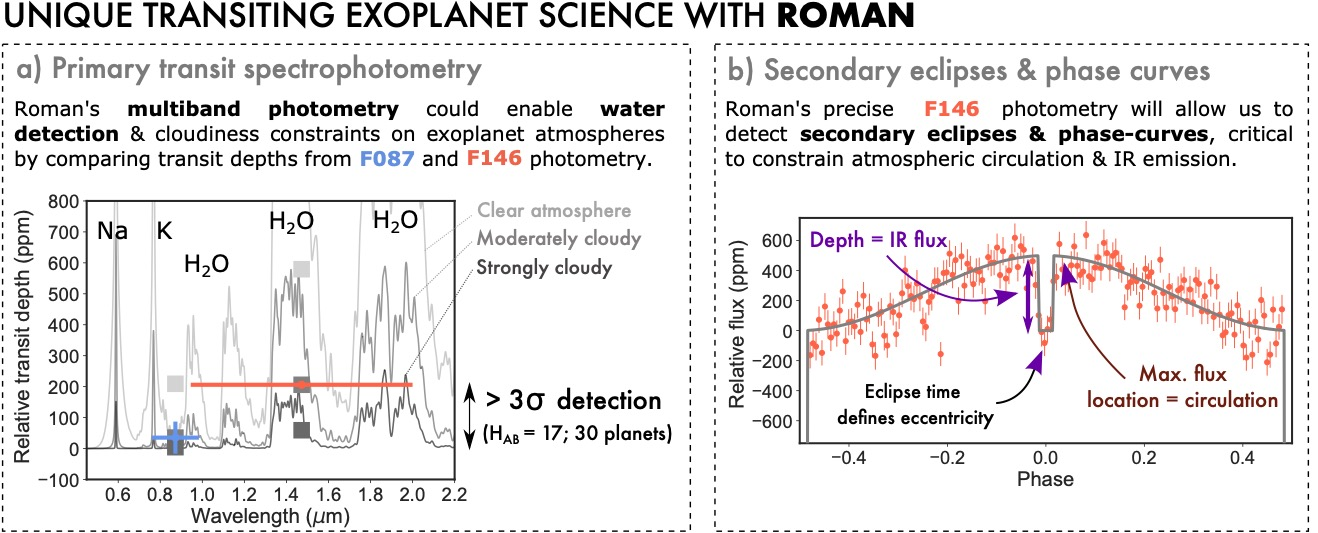 UNIQUE TRANSITING EXOPLANET SCIENCE WITH ROMAN
a) Primary transit spectrophotometry
Roman's multiband photometry could enable water
detection & cloudiness constraints on exoplanet atmospheres
by comparing transit depths from F087 and F146 photometry.
800
700
600
500
400
300
200
100
0
−100
Relative transit depth (ppm)
Na
K
H₂O
H₂O
H₂O
Clear atmosphere
Moderately cloudy
Strongly cloudy
> 3σ detection
(H_AB = 17; 30 planets)
0.6 0.8 1.0 1.2 1.4 1.6 1.8 2.0 2.2
Wavelength (μm)
b) Secondary eclipses & phase curves
Roman's precise F146 photometry will allow us to
detect secondary eclipses & phase-curves, critical
to constrain atmospheric circulation & IR emission.
600
400
200
0
−200
−400
−600
Relative flux (ppm)
Depth = IR flux
Eclipse time
defines eccentricity
Max. flux
location = circulation
−0.4 −0.2 0.0 0.2 0.4
Phase